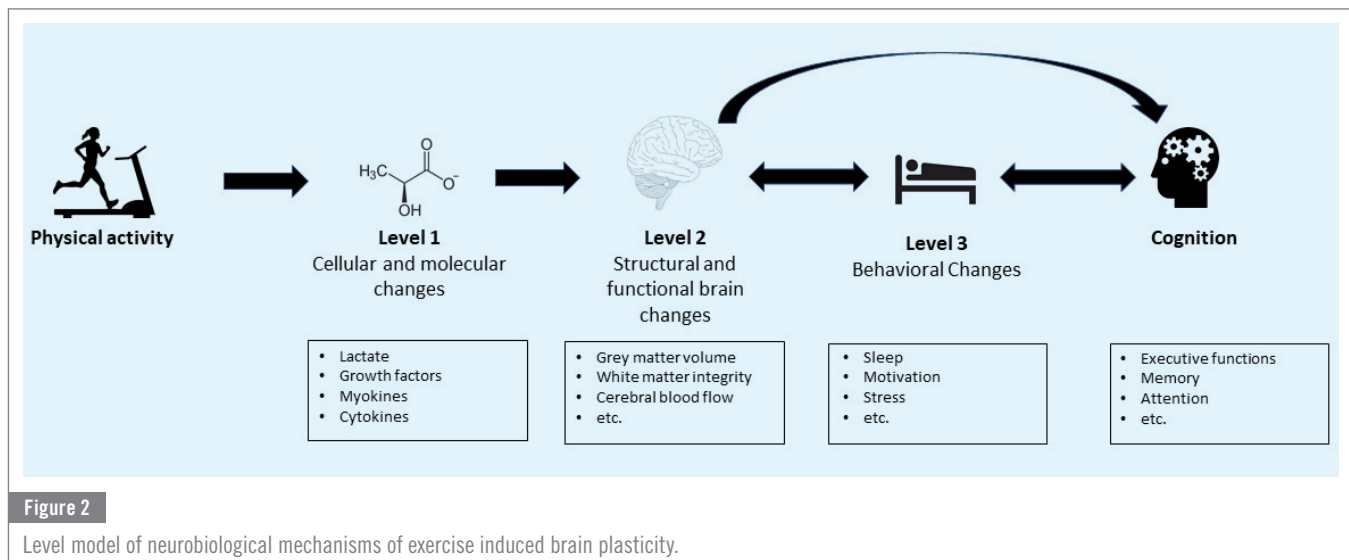 Physical activity
H₃C
O
O⁻
OH
Level 1
Cellular and molecular
changes
• Lactate
• Growth factors
• Myokines
• Cytokines
Level 2
Structural and
functional brain
changes
• Grey matter volume
• White matter integrity
• Cerebral blood flow
• etc.
Level 3
Behavioral Changes
• Sleep
• Motivation
• Stress
• etc.
Cognition
• Executive functions
• Memory
• Attention
• etc.
Figure 2
Level model of neurobiological mechanisms of exercise induced brain plasticity.